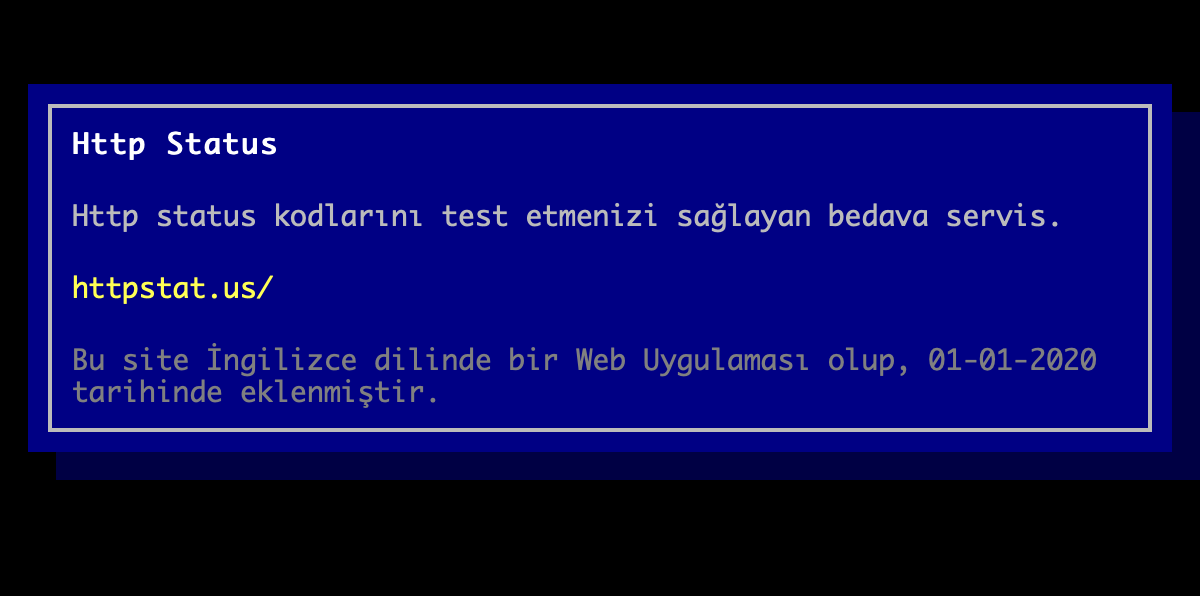 Http Status
Http status kodlarını test etmenizi sağlayan bedava servis.
httpstat.us/
Bu site İngilizce dilinde bir Web Uygulaması olup, 01-01-2020
tarihinde eklenmiştir.